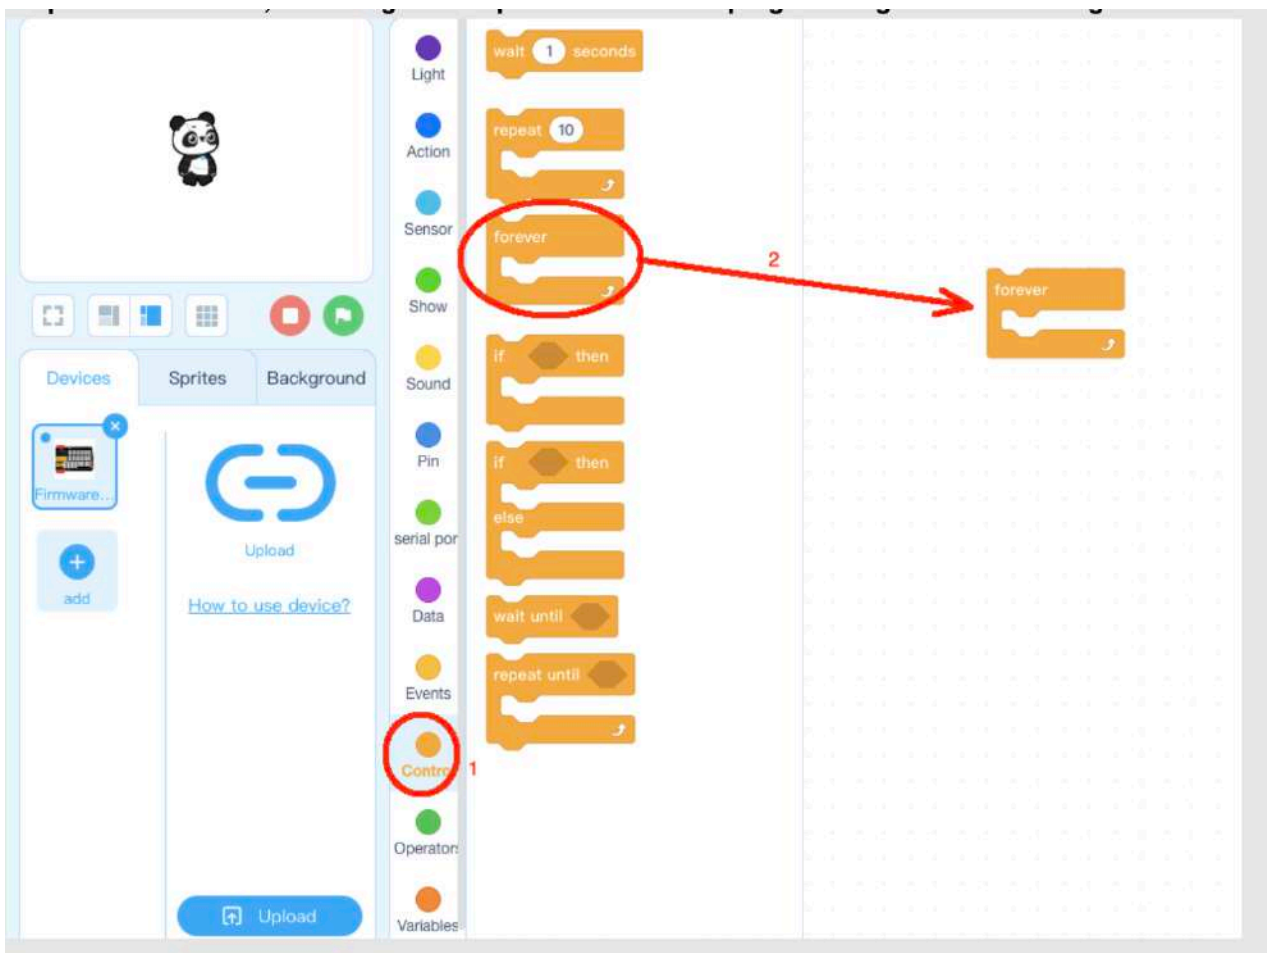 wait 1 seconds
Light
repeat 10
Action
Sensor
forever
Show
if then
Sound
Pin
if then
else
serial por
Data
wait until
Events
repeat until
Control
1
Operators
Variables
2
forever
Devices
Sprites
Background
Firmware...
add
Upload
How to use device?
Upload